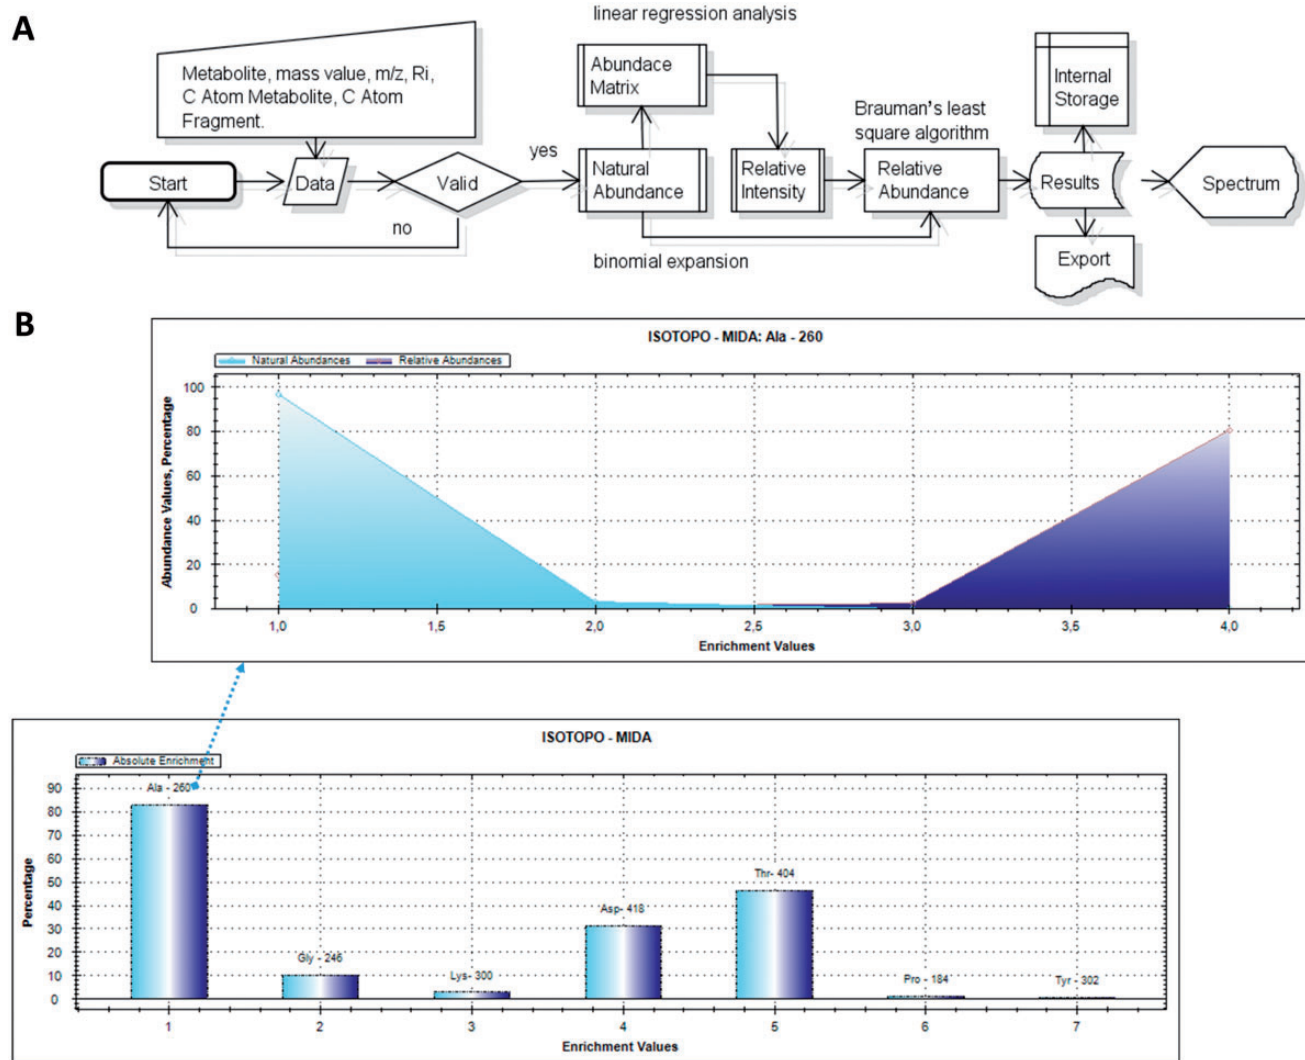 A
linear regression analysis
Metabolite, mass value, m/z, Ri,
C Atom Metabolite, C Atom
Fragment.
Abundace
Matrix
Internal
Storage
Brauman's least
square algorithm
Start
Data
Valid
yes
no
Natural
Abundance
Relative
Intensity
Relative
Abundance
Results
Spectrum
binomial expansion
Export
B
ISOTOPO - MIDA: Ala - 260
Natural Abundances
Relative Abundances
Abundance Values, Percentage
100
80
60
40
20
0
1,0
1,5
2,0
2,5
3,0
3,5
4,0
Enrichment Values
ISOTOPO - MIDA
Absolute Enrichment
Percentage
90
80
70
60
50
40
30
20
10
0
Ala - 260
Gly - 246
Lys- 300
Asp- 418
Thr- 404
Pro - 184
Tyr - 302
1
2
3
4
5
6
7
Enrichment Values